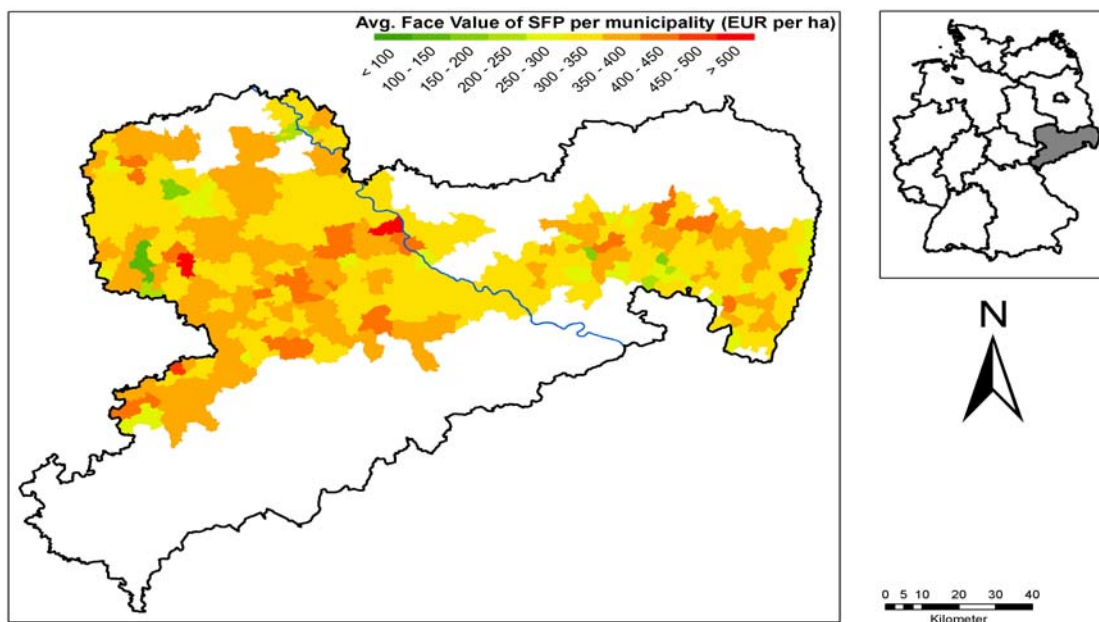 Avg. Face Value of SFP per municipality (EUR per ha)
< 100
100 - 150
150 - 200
200 - 250
250 - 300
300 - 350
350 - 400
400 - 450
450 - 500
> 500
N
0 5 10 20 30 40
Kilometer